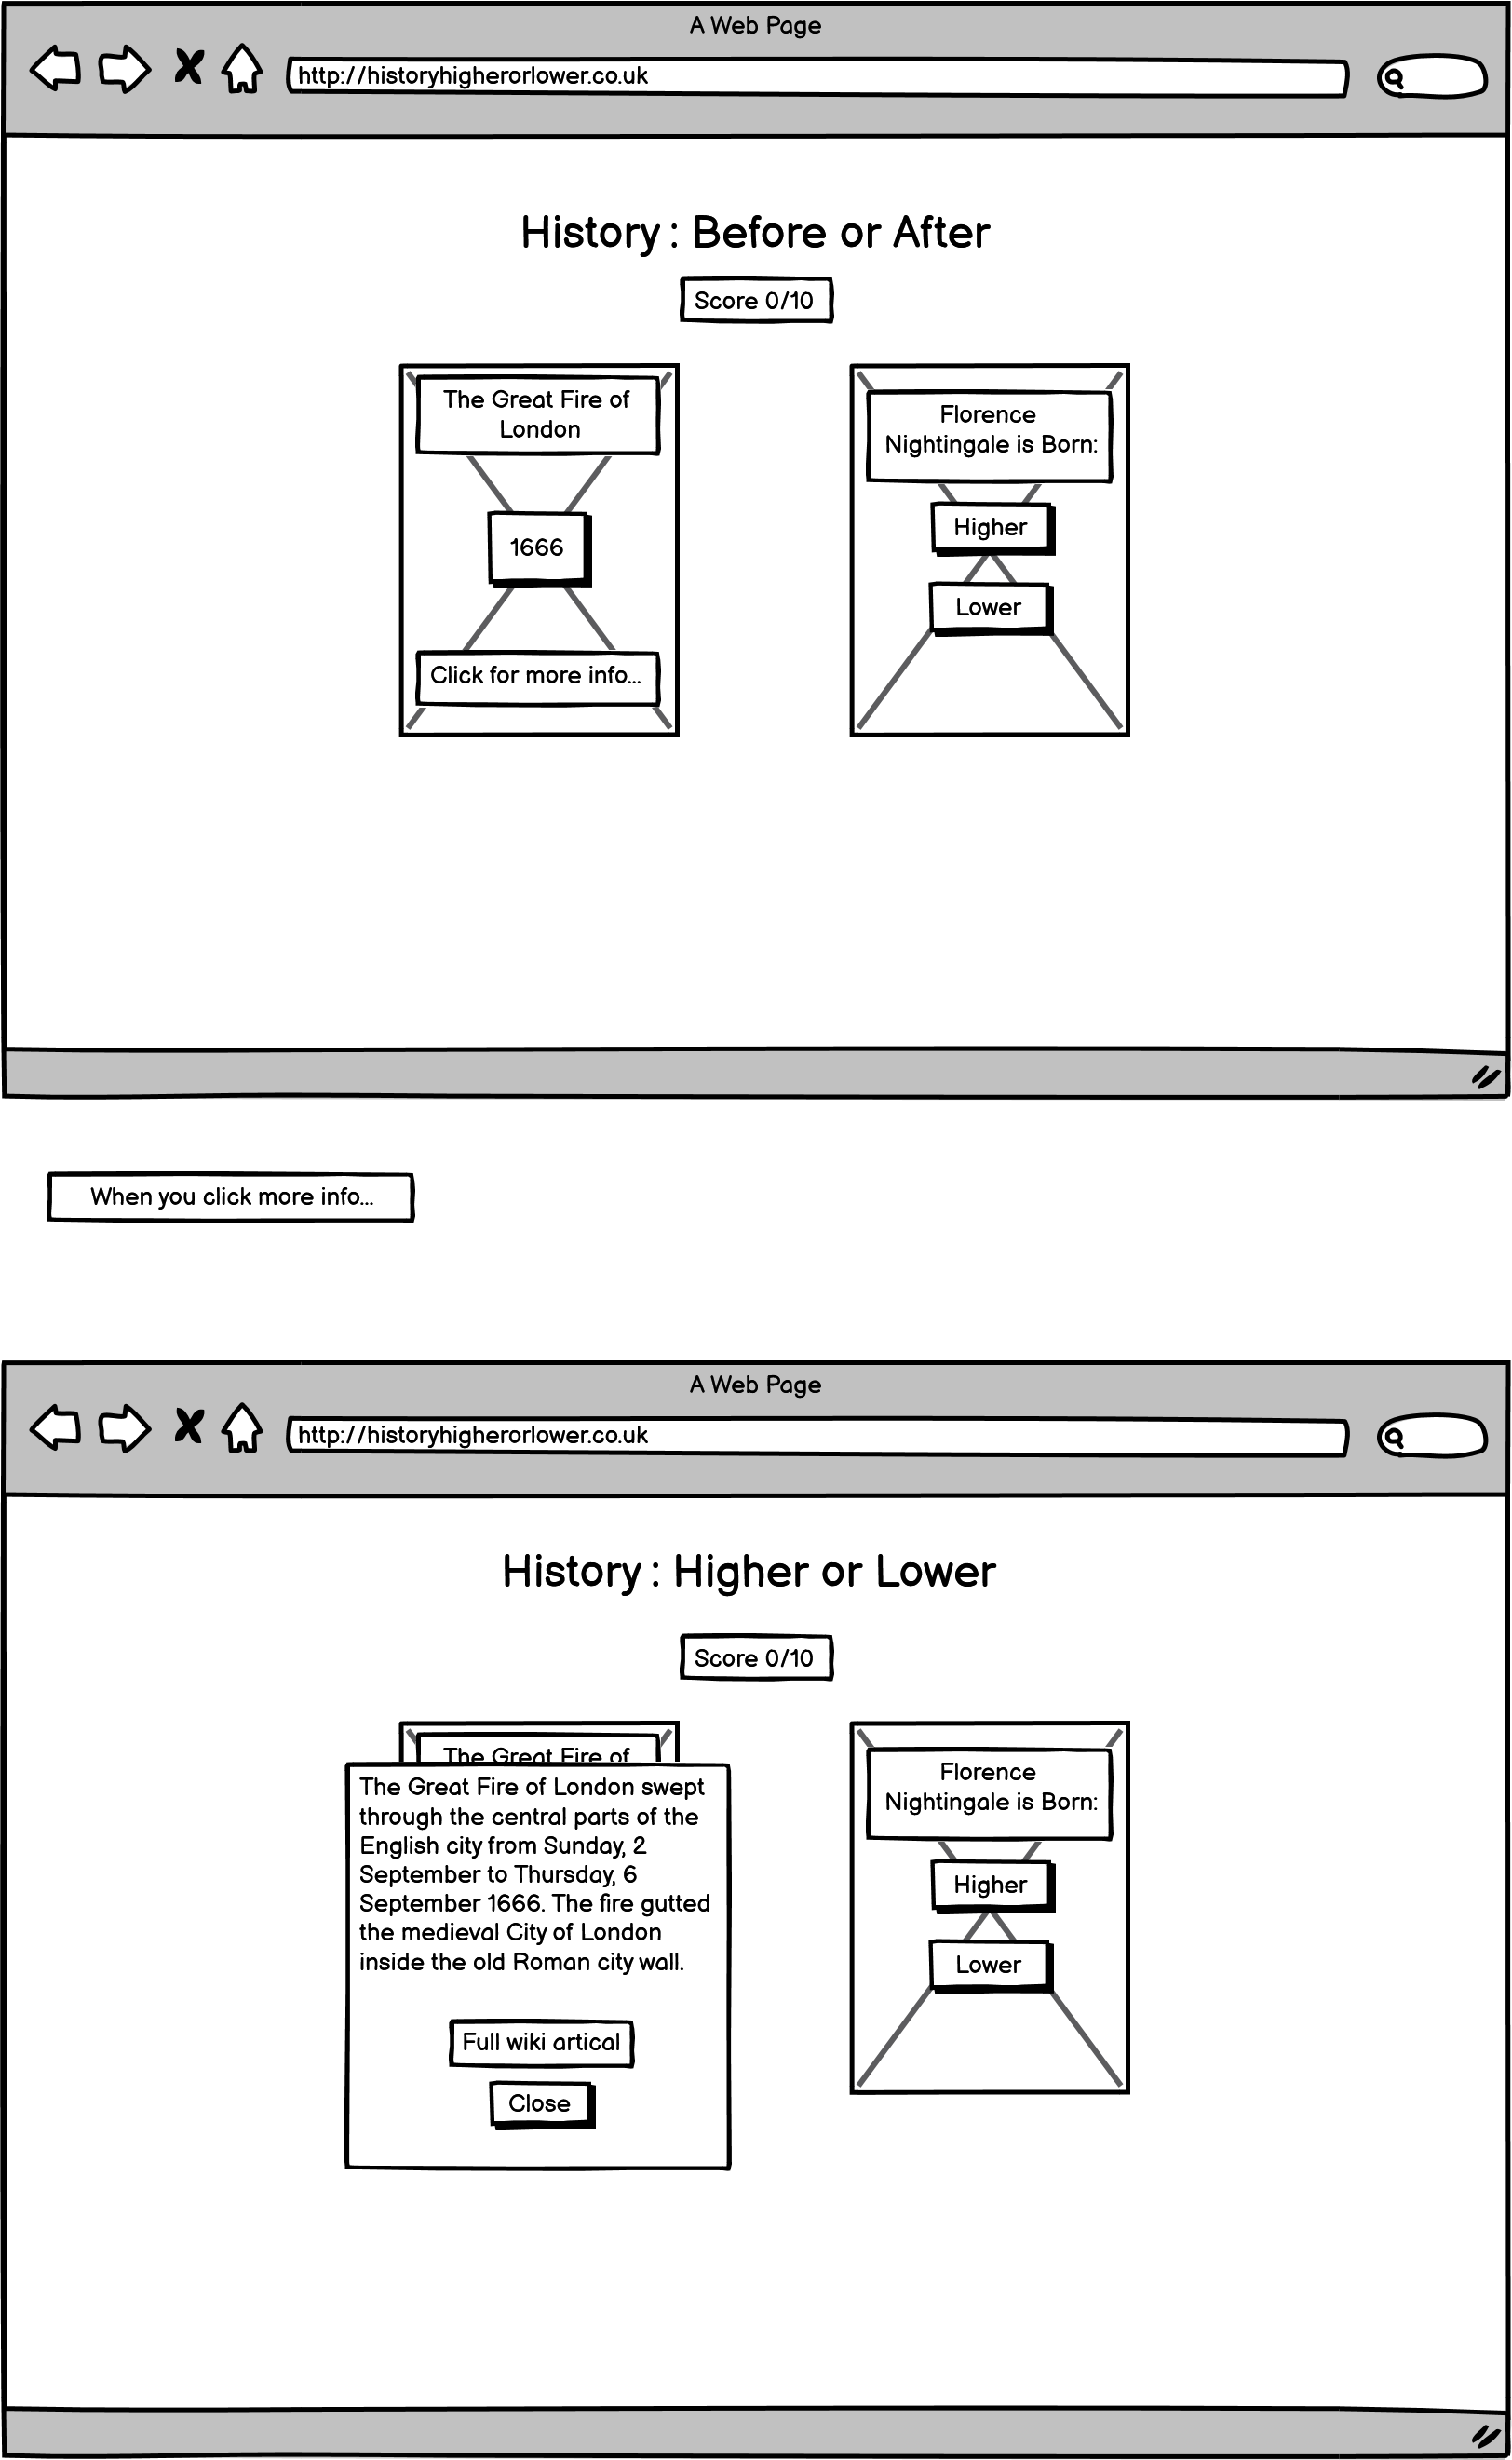 A Web Page
http://historyhigherorlower.co.uk
History : Before or After
Score 0/10
The Great Fire of
London
1666
Click for more info...
Florence
Nightingale is Born:
Higher
Lower
When you click more info...
A Web Page
http://historyhigherorlower.co.uk
History : Higher or Lower
Score 0/10
The Great Fire of
The Great Fire of London swept
through the central parts of the
English city from Sunday, 2
September to Thursday, 6
September 1666. The fire gutted
the medieval City of London
inside the old Roman city wall.
Full wiki artical
Close
Florence
Nightingale is Born:
Higher
Lower